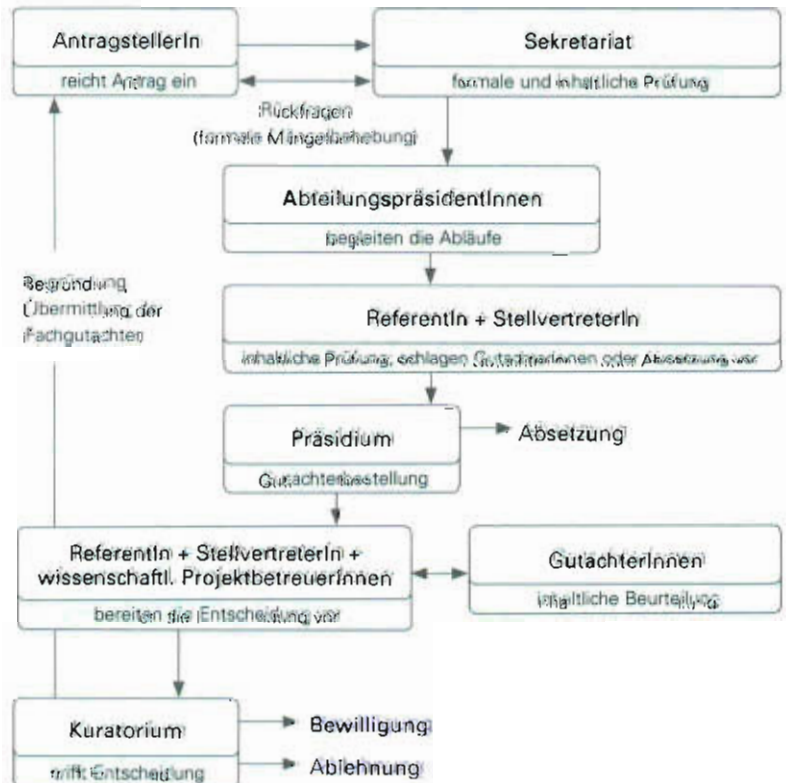 AntragstellerIn
reicht Antrag ein
Sekretariat
formale und inhaltliche Prüfung
Rückfragen
(formale Mängelbehebung)
AbteilungspräsidentInnen
begleiten die Abläufe
Begründung
Übermittlung der
Fachgutachten
ReferentIn + StellvertreterIn
inhaltliche Prüfung, schlagen GutachterInnen oder Absetzung vor
Präsidium
Gutachterbestellung
Absetzung
ReferentIn + StellvertreterIn +
wissenschaftl. ProjektbetreuerInnen
bereiten die Entscheidung vor
GutachterInnen
inhaltliche Beurteilung
Kuratorium
trifft Entscheidung
Bewilligung
Ablehnung